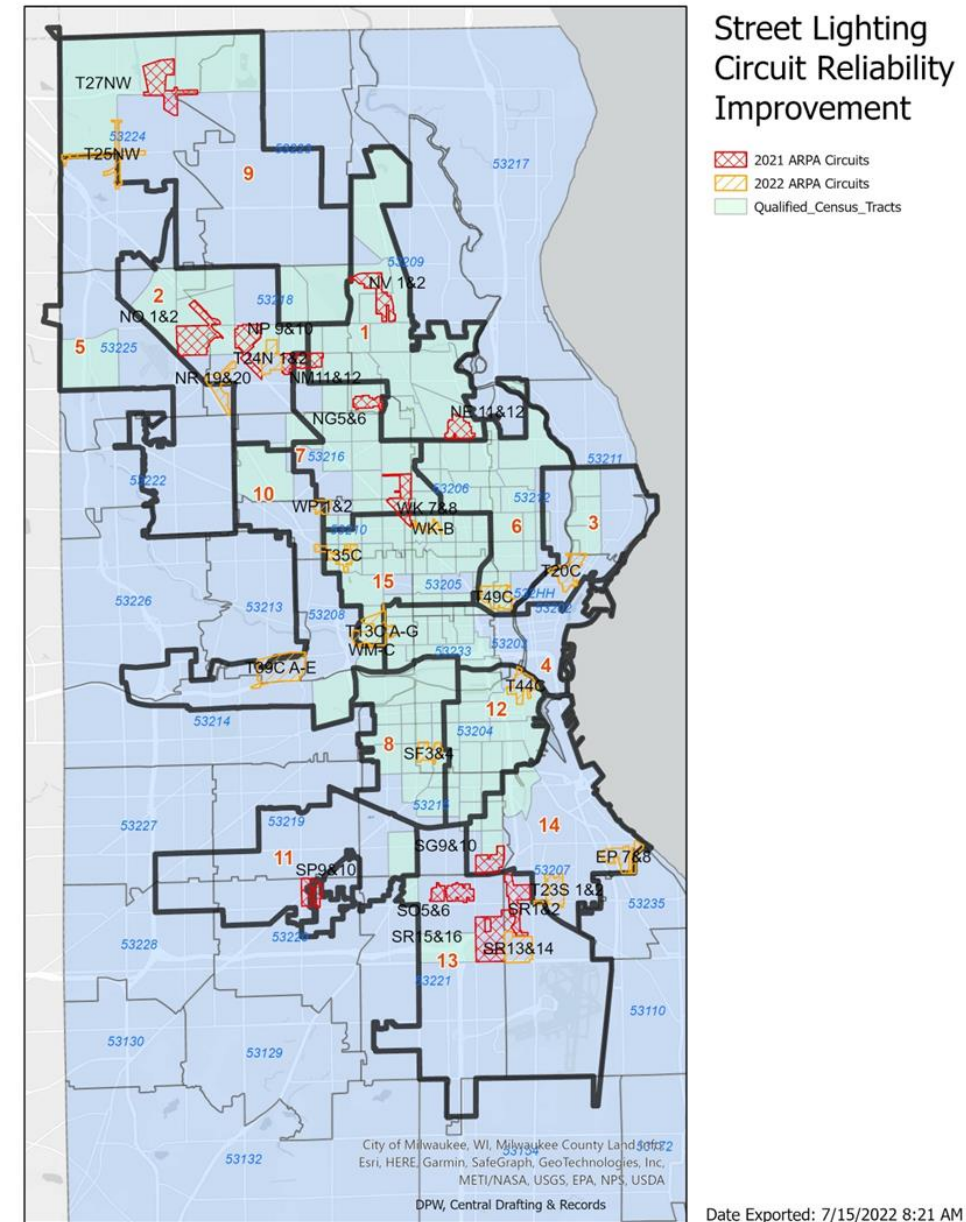 Street Lighting
Circuit Reliability
Improvement
2021 ARPA Circuits
2022 ARPA Circuits
Qualified_Census_Tracts
T27NW
53224
T25NW
9
53217
53209
2
53218
NV 1&2
NO 1&2
NP 9&10
1
5
53225
T24N 1&2
NR 19&20
NM11&12
NG5&6
NE 11&12
7
53216
53211
53222
10
53206
53212
WP 1&2
WK 7&8
6
3
53210
WK-B
T35C
T20C
15
53205
T49C
53226
53213
53208
T13C A-G
53203
WM-C
53233
T39C A-E
4
T44C
53214
12
53204
8
SF3&4
53215
53219
14
53227
SG9&10
11
EP 7&8
SP9&10
53207
T23S 1&2
53235
SR1&2
SR15&16
53228
SR13&14
13
53221
53110
53130
53129
City of Milwaukee, WI, Milwaukee County Land Info,
Esri, HERE, Garmin, SafeGraph, GeoTechnologies, Inc,
53132
METI/NASA, USGS, EPA, NPS, USDA
DPW, Central Drafting & Records
Date Exported: 7/15/2022 8:21 AM